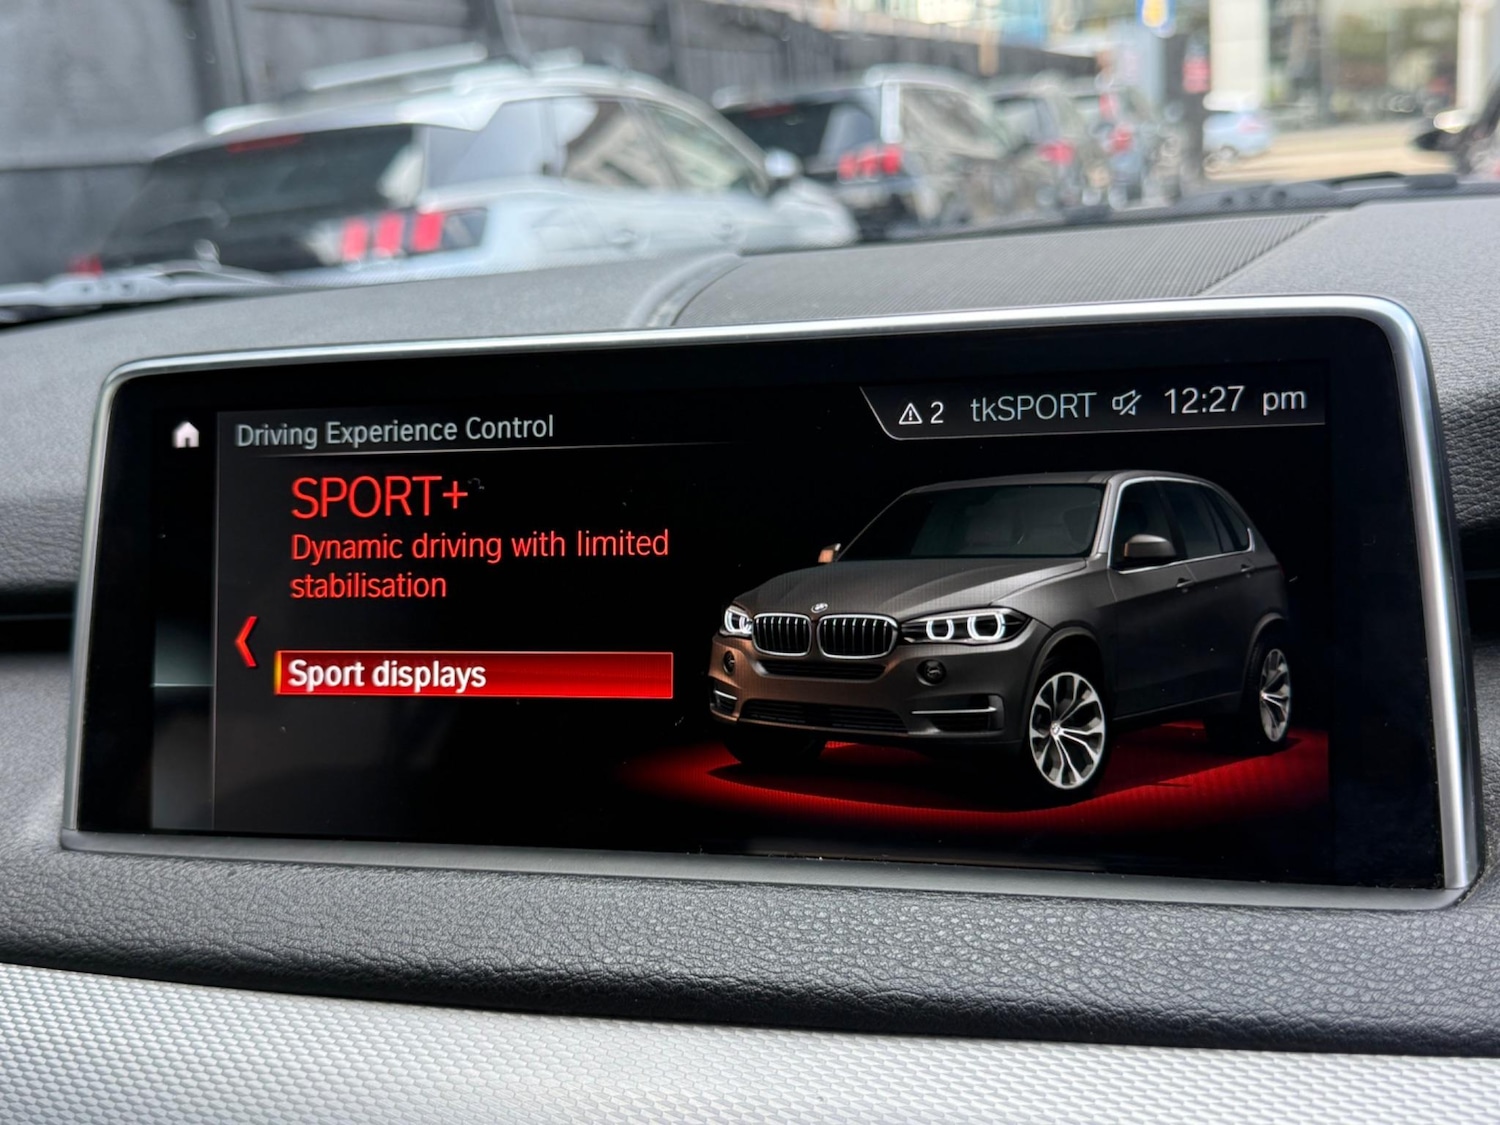 Driving Experience Control
2 tkSPORT 12:27 pm
SPORT+
Dynamic driving with limited
stabilisation
Sport displays